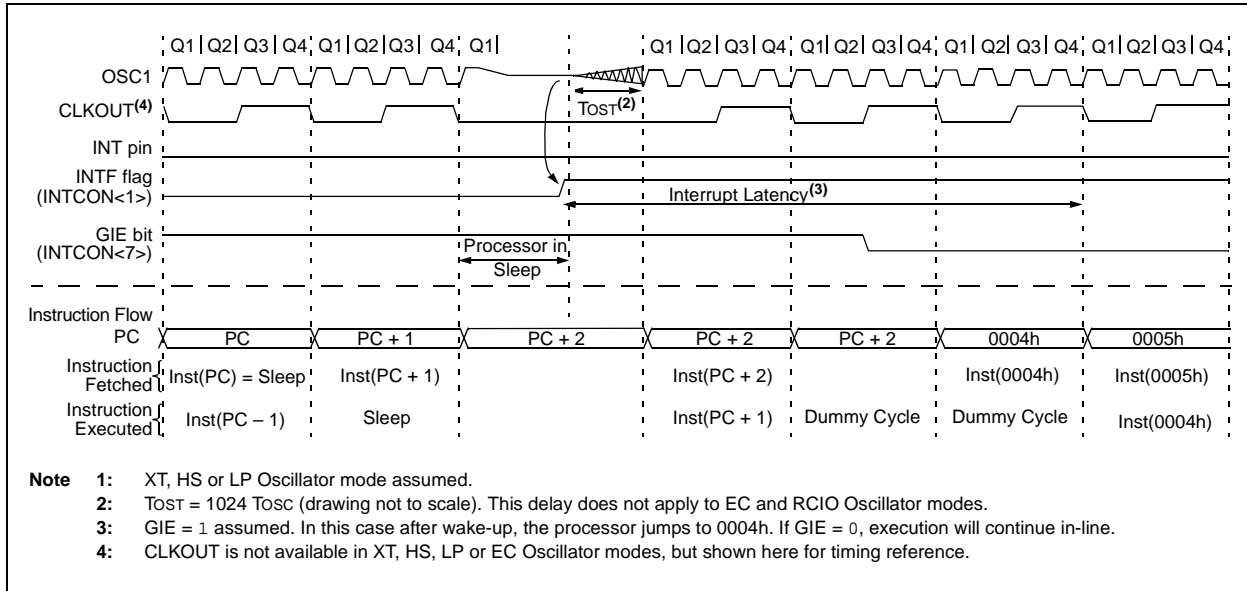 Q1 Q2 Q3 Q4 Q1 Q2 Q3 Q4 Q1 Q1 Q2 Q3 Q4 Q1 Q2 Q3 Q4 Q1 Q2 Q3 Q4 Q1 Q2 Q3 Q4
OSC1
TOST(2)
CLKOUT(4)
INT pin
INTF flag
(INTCON<1>)
Interrupt Latency(3)
GIE bit
(INTCON<7>)
Processor in
Sleep
Instruction Flow
PC PC PC + 1 PC + 2 PC + 2 PC + 2 0004h 0005h
Instruction
Fetched Inst(PC) = Sleep Inst(PC + 1) Inst(PC + 2) Inst(0004h) Inst(0005h)
Instruction
Executed Inst(PC – 1) Sleep Inst(PC + 1) Dummy Cycle Dummy Cycle Inst(0004h)
Note 1: XT, HS or LP Oscillator mode assumed.
2: TOST = 1024 TOSC (drawing not to scale). This delay does not apply to EC and RCIO Oscillator modes.
3: GIE = 1 assumed. In this case after wake-up, the processor jumps to 0004h. If GIE = 0, execution will continue in-line.
4: CLKOUT is not available in XT, HS, LP or EC Oscillator modes, but shown here for timing reference.